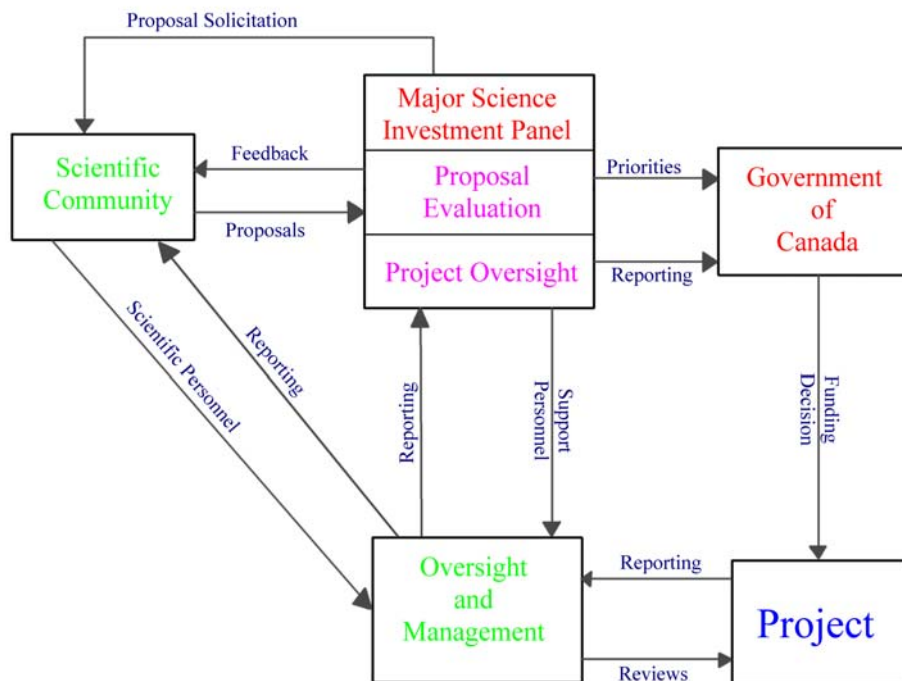 Proposal Solicitation
Major Science
Investment Panel
Scientific
Community
Feedback
Proposals
Proposal
Evaluation
Project Oversight
Priorities
Reporting
Government
of
Canada
Scientific Personnel
Reporting
Reporting
Support
Personnel
Funding
Decision
Oversight
and
Management
Reporting
Reviews
Project